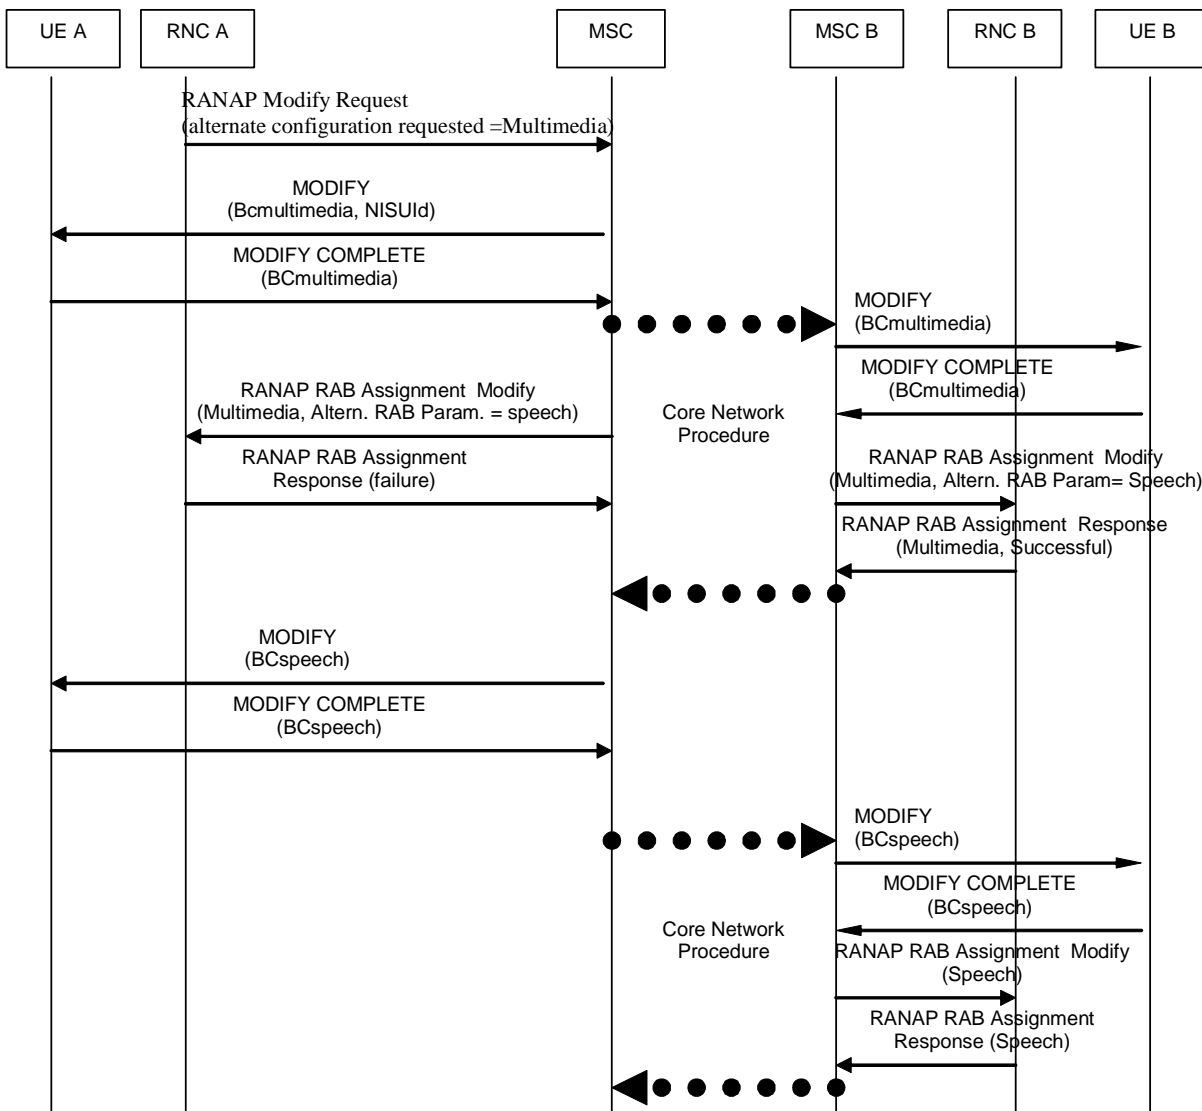 UE A
RNC A
MSC
MSC B
RNC B
UE B
RANAP Modify Request
(alternate configuration requested =Multimedia)
MODIFY
(Bcmultimedia, NISUId)
MODIFY COMPLETE
(BCmultimedia)
MODIFY
(BCmultimedia)
MODIFY COMPLETE
(BCmultimedia)
RANAP RAB Assignment  Modify
(Multimedia, Altern. RAB Param. = speech)
Core Network
Procedure
RANAP RAB Assignment
Response (failure)
RANAP RAB Assignment  Modify
(Multimedia, Altern. RAB Param= Speech)
RANAP RAB Assignment  Response
(Multimedia, Successful)
MODIFY
(BCspeech)
MODIFY COMPLETE
(BCspeech)
MODIFY
(BCspeech)
MODIFY COMPLETE
(BCspeech)
Core Network
Procedure
RANAP RAB Assignment  Modify
(Speech)
RANAP RAB Assignment
Response (Speech)